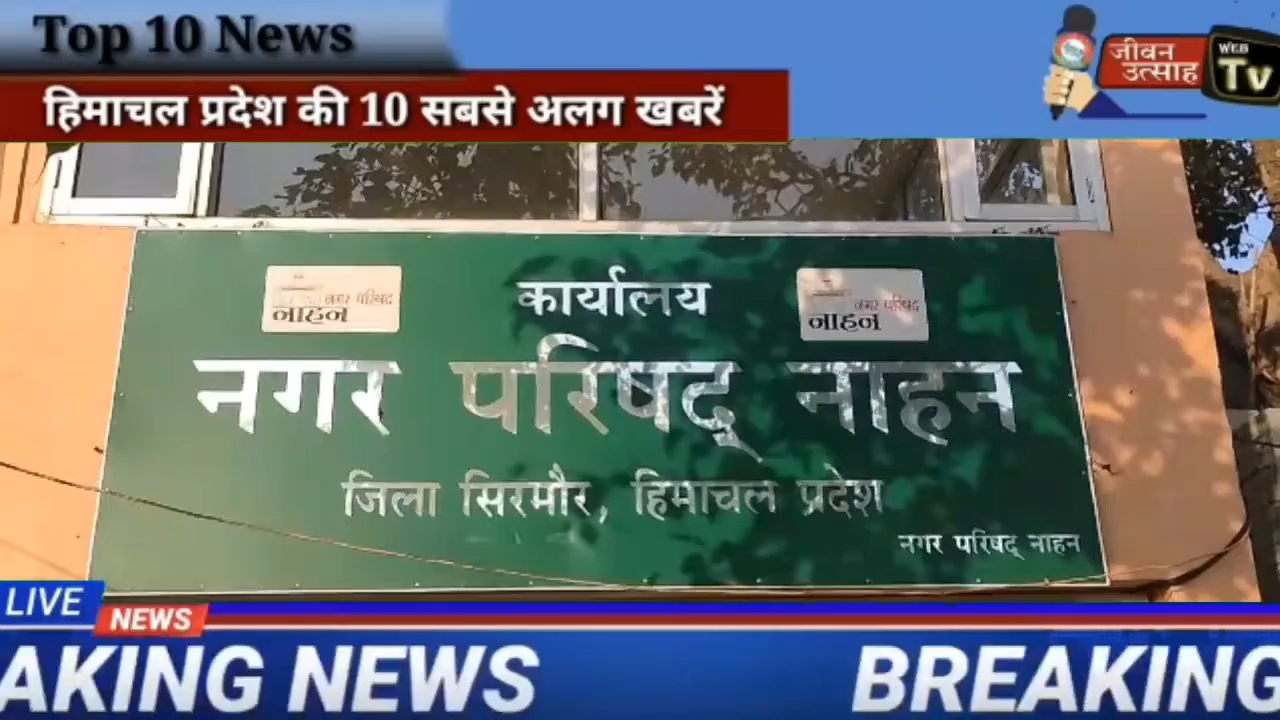 Top 10 News
हिमाचल प्रदेश की 10 सबसे अलग खबरें
जीवन
उत्साह
WEB
Tv
कार्यालय
नगर परिषद
नाहन
नगर परिषद
नाहन
नगर परिषद् नाहन
जिला सिरमौर, हिमाचल प्रदेश
नगर परिषद् नाहन
LIVE
NEWS
AKING NEWS
BREAKING